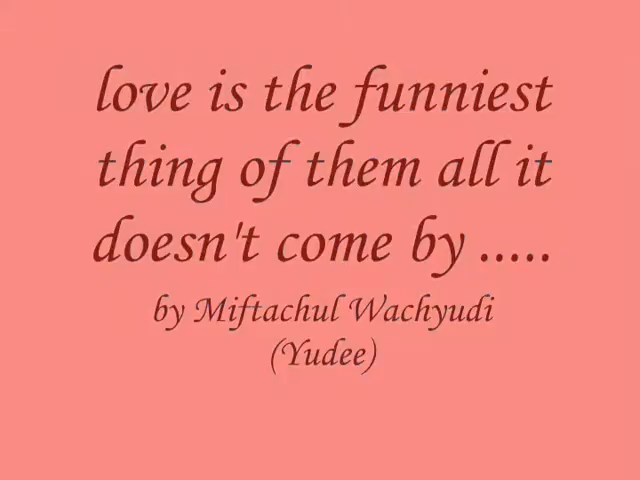 love is the funniest
thing of them all it
doesn't come by .....
by Miftachul Wachyudi
(Yudee)